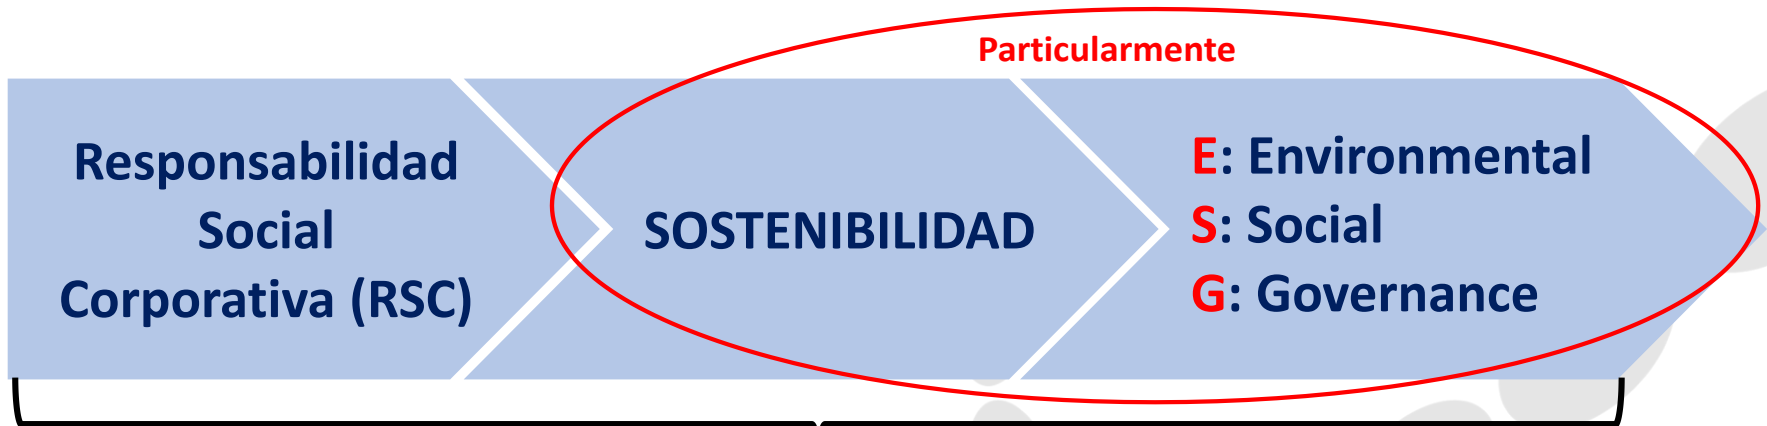 Particularmente
Responsabilidad
Social
Corporativa (RSC)
SOSTENIBILIDAD
E: Environmental
S: Social
G: Governance